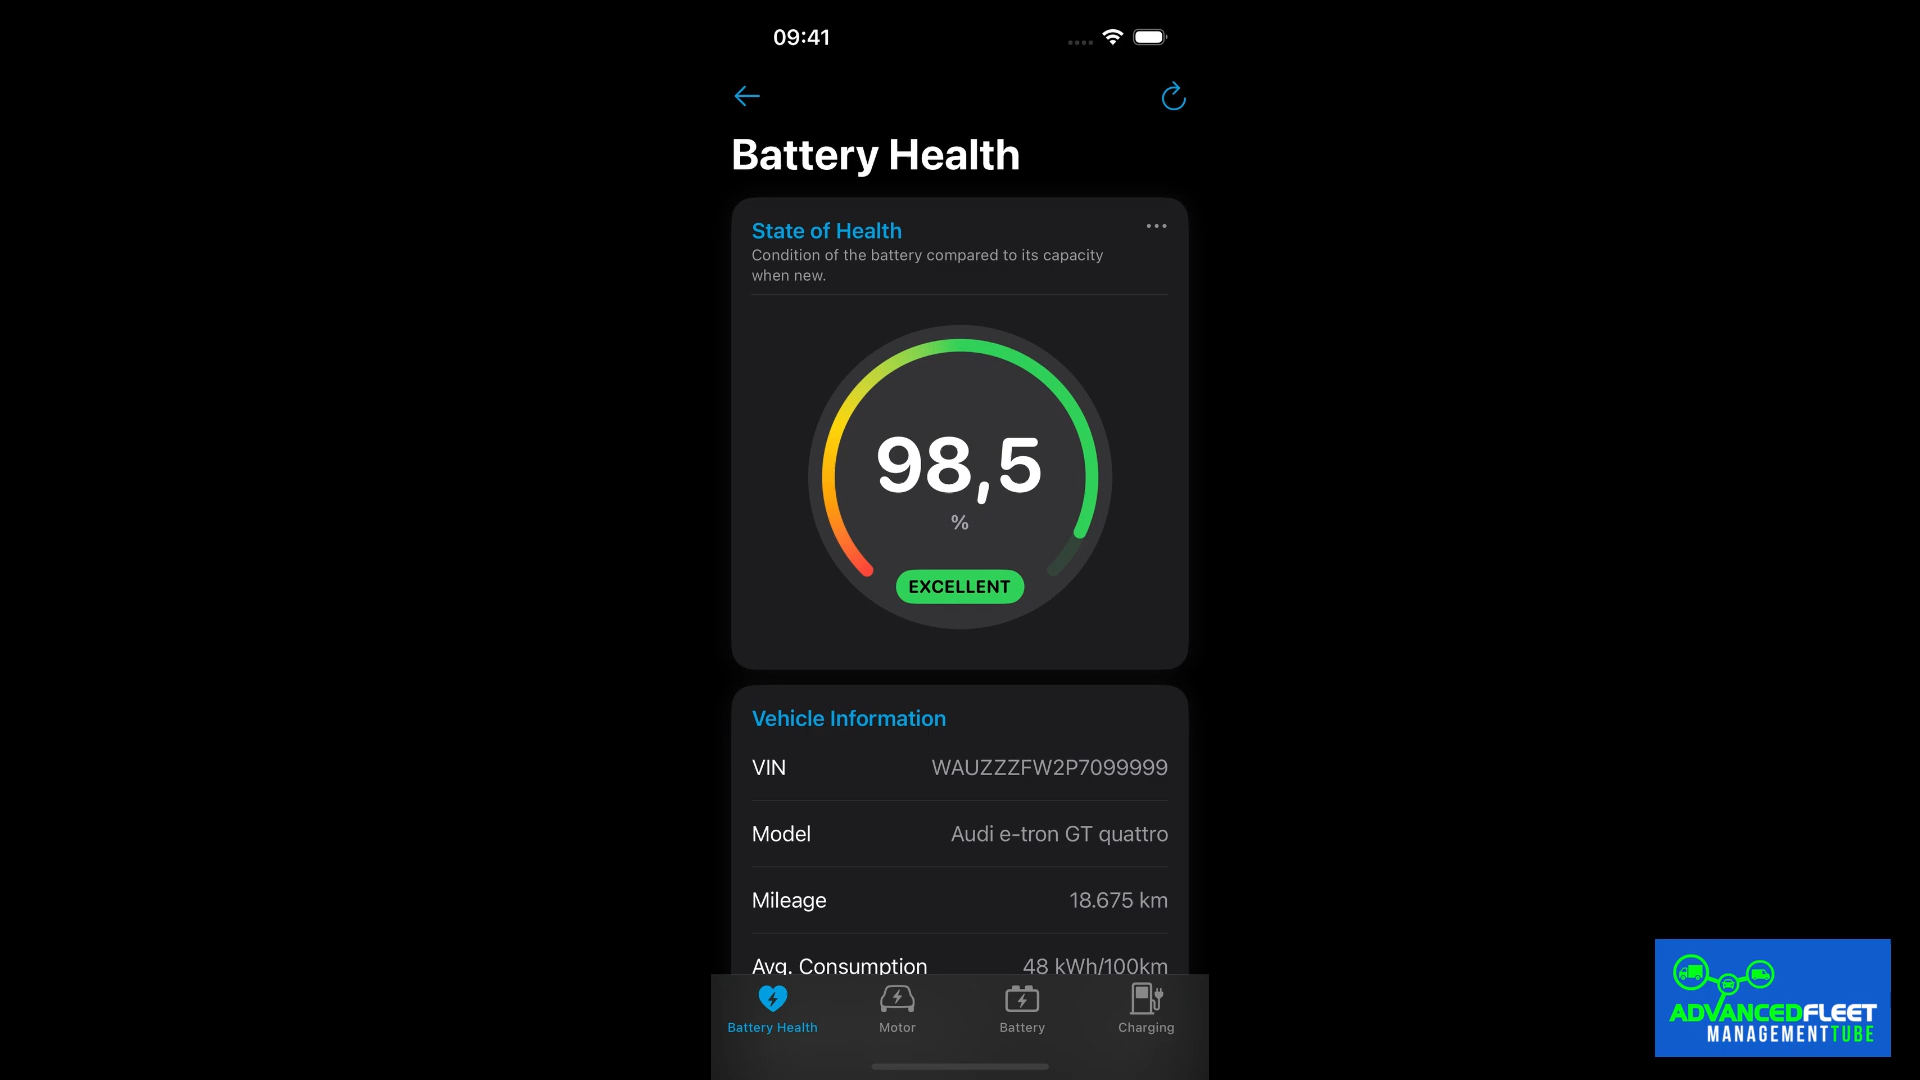 09:41
Battery Health
State of Health
Condition of the battery compared to its capacity
when new.
98,5
%
EXCELLENT
Vehicle Information
VIN WAUZZZFW2P7099999
Model Audi e-tron GT quattro
Mileage 18.675 km
Avg. Consumption 48 kWh/100km
Battery Health Motor Battery Charging
ADVANCEDFLEET
MANAGEMENTTUBE